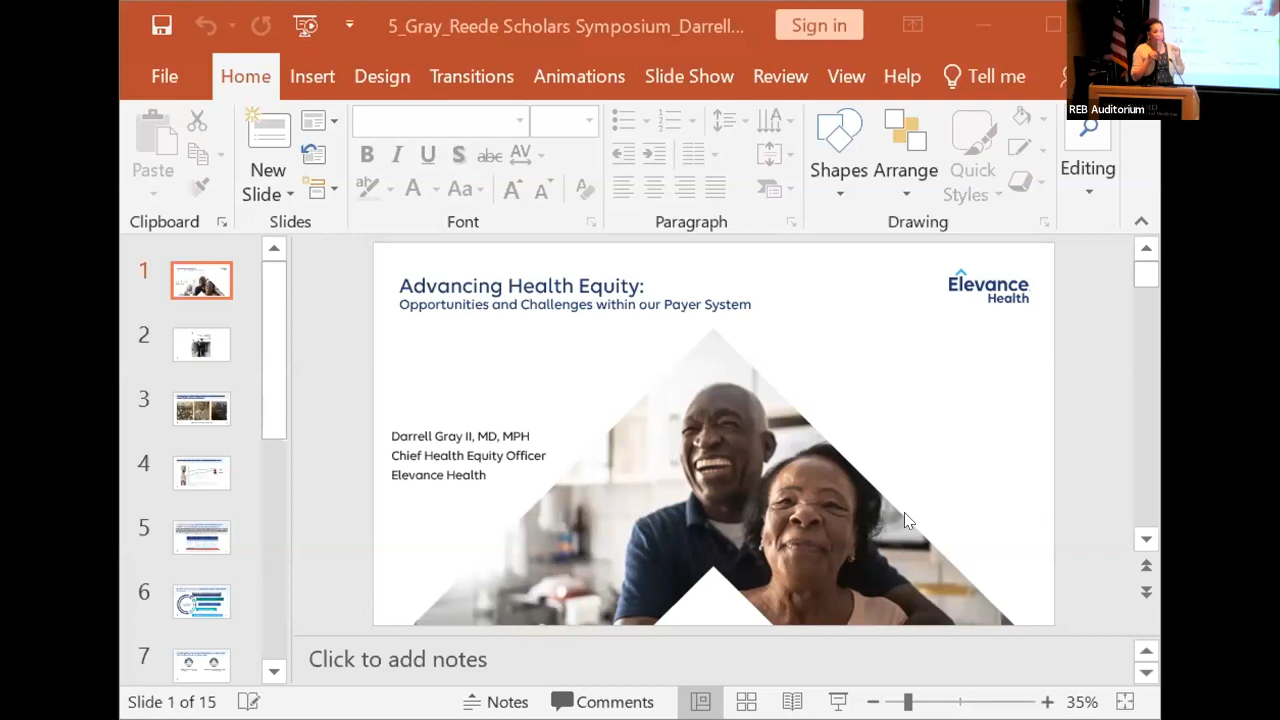 5_Gray_Reede Scholars Symposium_Darrell...
Sign in
File
Home
Insert
Design
Transitions
Animations
Slide Show
Review
View
Help
Tell me
REB Auditorium
Paste
New
Slide
B I U S abc AV
A Aa A A
Shapes
Arrange
Quick
Styles
Editing
Clipboard
Slides
Font
Paragraph
Drawing
1
2
3
4
5
6
7
Advancing Health Equity:
Opportunities and Challenges within our Payer System
Elevance
Health
Darrell Gray II, MD, MPH
Chief Health Equity Officer
Elevance Health
Click to add notes
Slide 1 of 15
Notes
Comments
35%